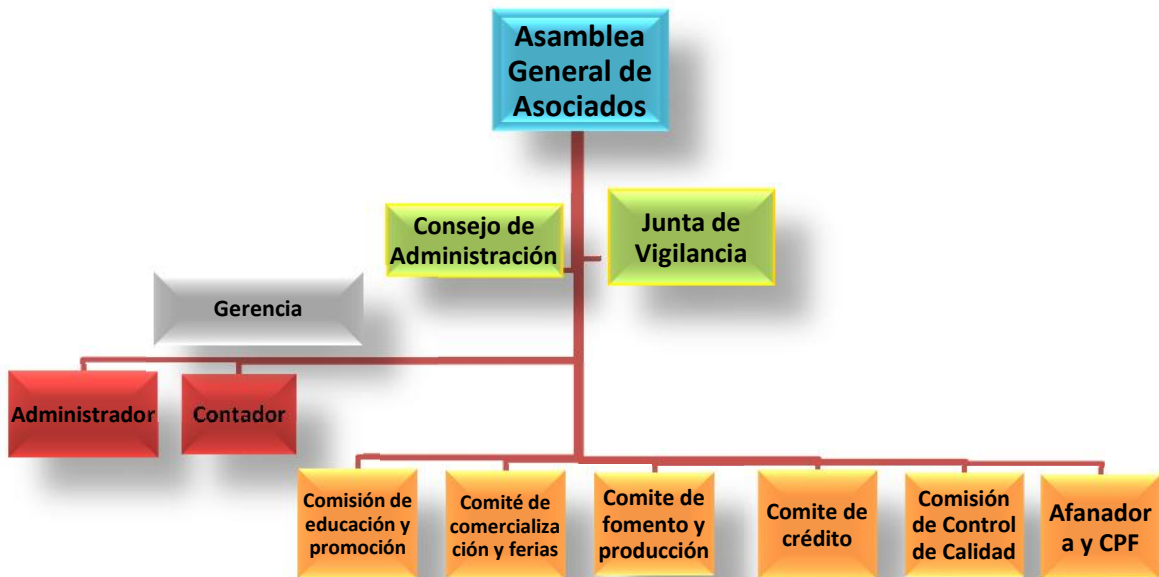 Asamblea
General de
Asociados
Consejo de
Administración
Junta de
Vigilancia
Gerencia
Administrador
Contador
Comisión de
educación y
promoción
Comité de
comercializa
ción y ferias
Comite de
fomento y
producción
Comite de
crédito
Comisión
de Control
de Calidad
Afanador
a y CPF